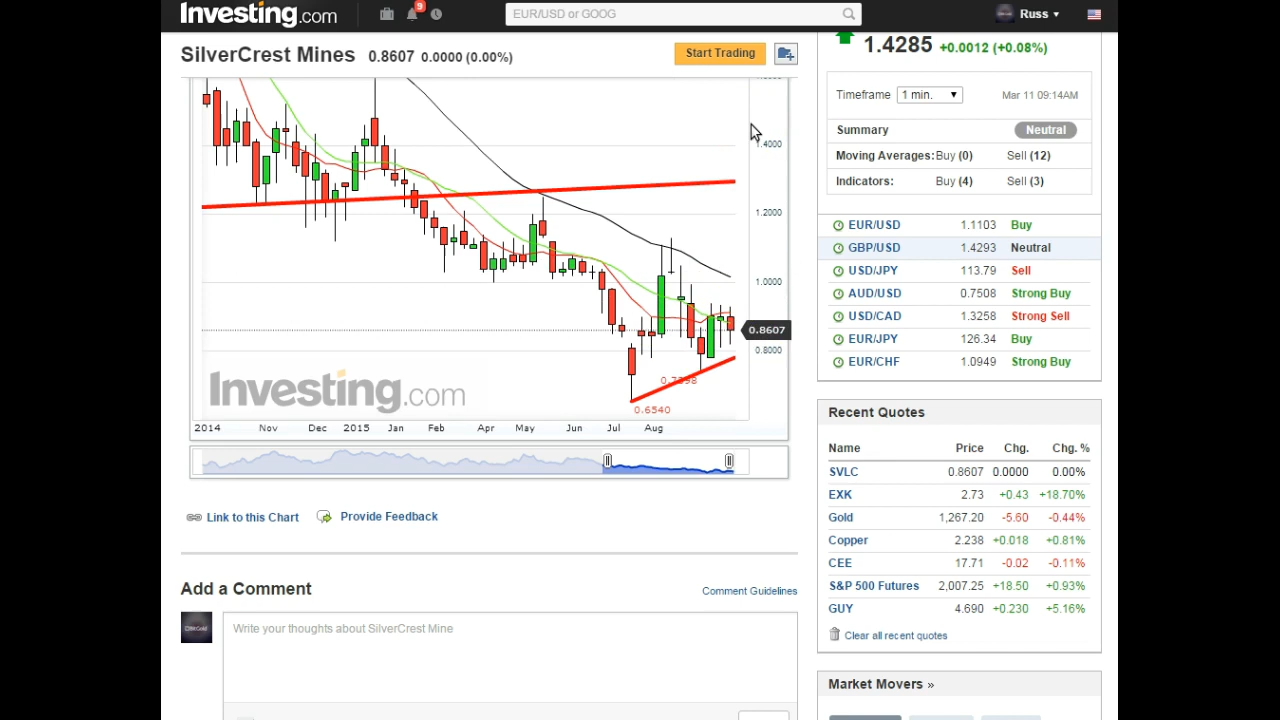 Investing.com
9
EUR/USD or GOOG
Russ
SilverCrest Mines 0.8607 0.0000 (0.00%)
Start Trading
1.4285 +0.0012 (+0.08%)
Timeframe 1 min. Mar 11 09:14AM
Summary Neutral
Moving Averages: Buy (0) Sell (12)
Indicators: Buy (4) Sell (3)
EUR/USD 1.1103 Buy
GBP/USD 1.4293 Neutral
USD/JPY 113.79 Sell
AUD/USD 0.7508 Strong Buy
USD/CAD 1.3258 Strong Sell
EUR/JPY 126.34 Buy
EUR/CHF 1.0949 Strong Buy
1.4000
1.2000
1.0000
0.8607
0.8000
0.6540
Investing.com
2014 Nov Dec 2015 Jan Feb Apr May Jun Jul Aug
Link to this Chart Provide Feedback
Recent Quotes
Name Price Chg. Chg. %
SVLC 0.8607 0.0000 0.00%
EXK 2.73 +0.43 +18.70%
Gold 1,267.20 -5.60 -0.44%
Copper 2.238 +0.018 +0.81%
CEE 17.71 -0.02 -0.11%
S&P 500 Futures 2,007.25 +18.50 +0.93%
GUY 4.690 +0.230 +5.16%
Clear all recent quotes
Add a Comment
Comment Guidelines
Write your thoughts about SilverCrest Mine
Market Movers »